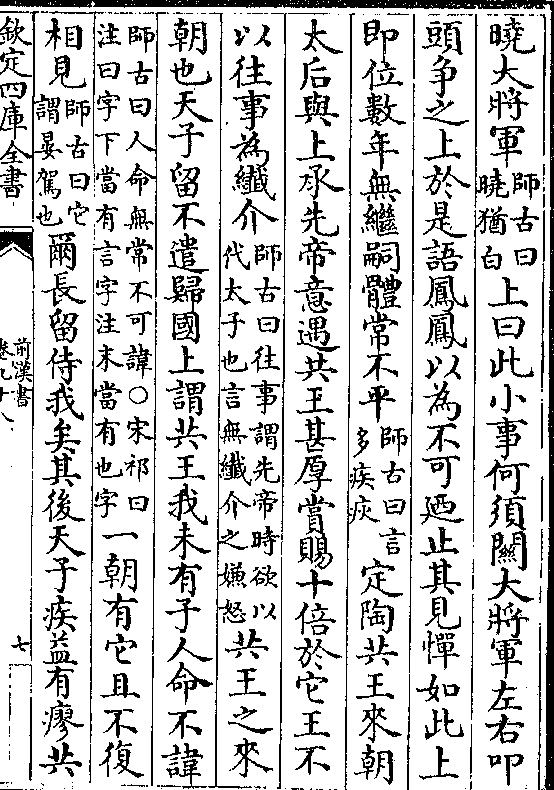 曉大將軍師古曰曉猶白上曰此小事何須關大將軍左右叩
頭争之上於是語鳳鳳以為不可廼止其見憚如此上
即位數年無繼嗣體常不平師古曰言多疾疢定陶共王來朝
太后與上承先帝意遇共王甚厚賞賜十倍於它王不
以往事為纖介師古曰往事謂先帝時欲以代太子也言無纖介之嫌怒共王之來
朝也天子留不遣歸國上謂共王我未有子人命不諱
師古曰人命無常不可諱○宋祁曰注曰字下當有言字注末當有也字一朝有它且不復
相見師古曰它謂晏駕也爾長留侍我矣其後天子疾益有瘳共
欽定四庫全書
前漢書
卷九十八
七